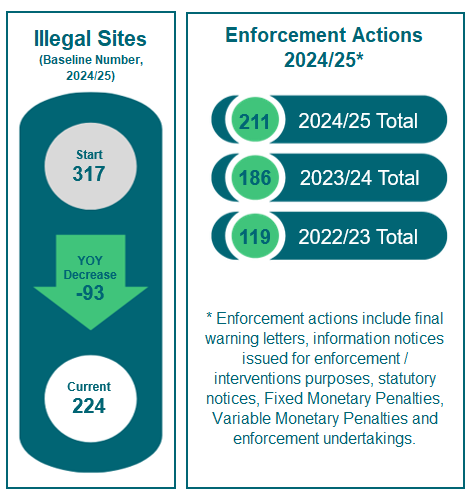 Illegal Sites
(Baseline Number,
2024/25)
Start
317
YOY
Decrease
-93
Current
224
Enforcement Actions
2024/25*
211 2024/25 Total
186 2023/24 Total
119 2022/23 Total
* Enforcement actions include final
warning letters, information notices
issued for enforcement /
interventions purposes, statutory
notices, Fixed Monetary Penalties,
Variable Monetary Penalties and
enforcement undertakings.